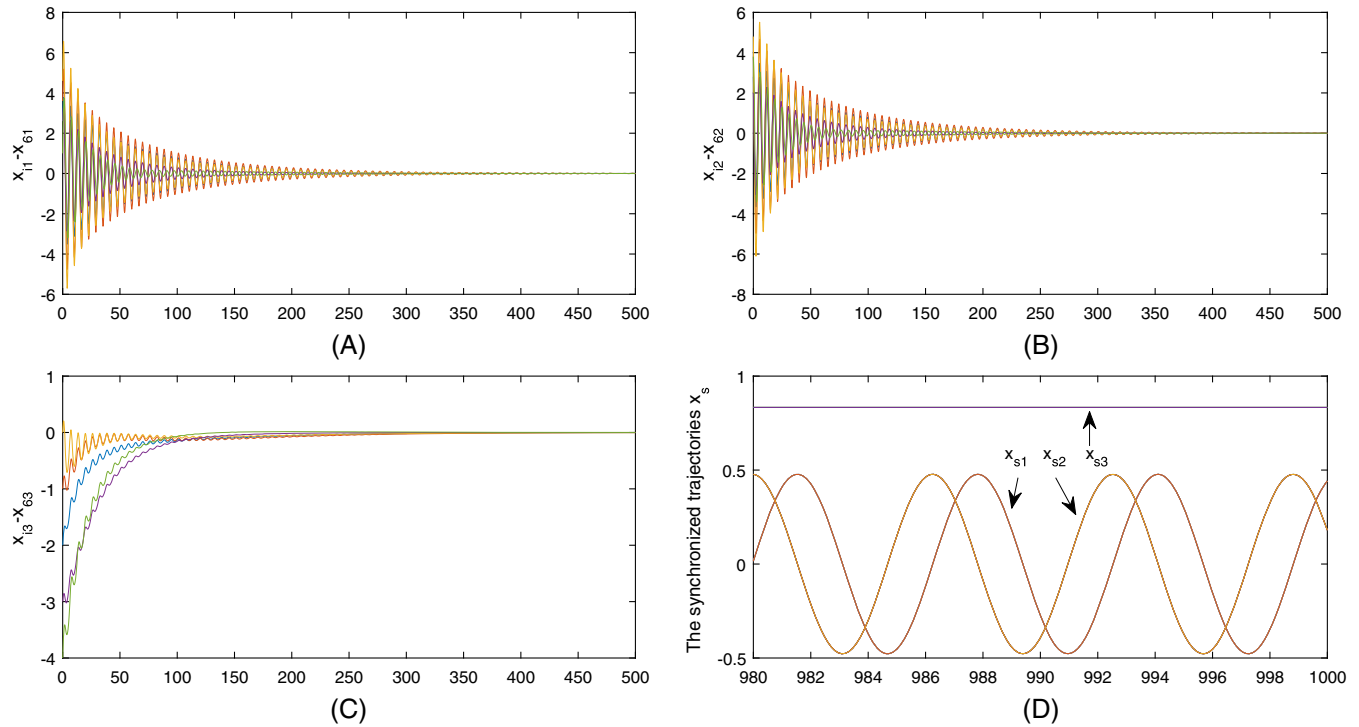 8
6
4
2
0
-2
-4
-6
x_{i1}-x_{61}
0 50 100 150 200 250 300 350 400 450 500
(A)
6
4
2
0
-2
-4
-6
-8
x_{i2}-x_{62}
0 50 100 150 200 250 300 350 400 450 500
(B)
1
0
-1
-2
-3
-4
x_{i3}-x_{63}
0 50 100 150 200 250 300 350 400 450 500
(C)
1
0.5
0
-0.5
The synchronized trajectories x_s
x_{s1} x_{s2} x_{s3}
980 982 984 986 988 990 992 994 996 998 1000
(D)